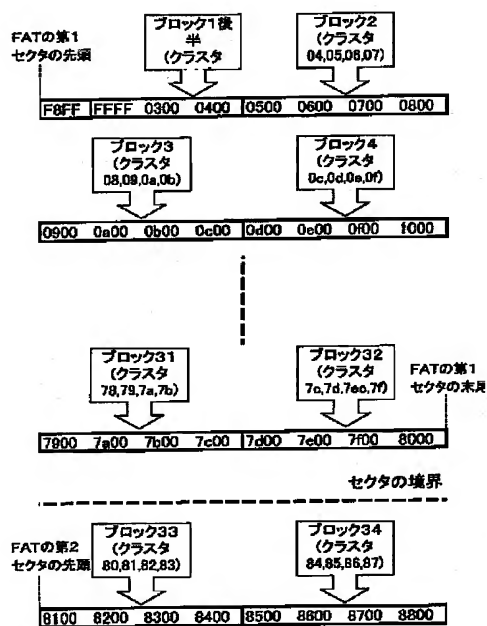 FATの第1
セクタの先頭
ブロック1後
半
(クラスタ
ブロック2
(クラスタ
04,05,06,07)
F8FF FFFF 0300 0400 0500 0600 0700 0800
ブロック3
(クラスタ
08,09,0a,0b)
ブロック4
(クラスタ
0c,0d,0e,0f)
0900 0a00 0b00 0c00 0d00 0e00 0f00 1000
ブロック31
(クラスタ
78,79,7a,7b)
ブロック32
(クラスタ
7c,7d,7ec,7f)
FATの第1
セクタの末尾
7900 7a00 7b00 7c00 7d00 7e00 7f00 8000
セクタの境界
FATの第2
セクタの先頭
ブロック33
(クラスタ
80,81,82,83)
ブロック34
(クラスタ
84,85,86,87)
8100 8200 8300 8400 8500 8600 8700 8800